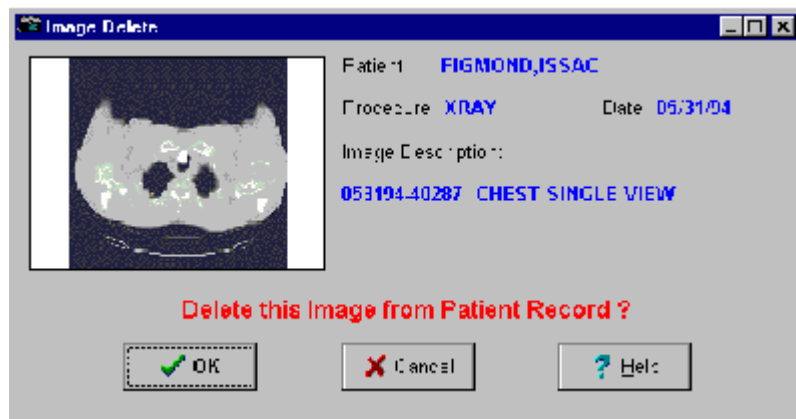 Image Delete
Patient FIGMOND,ISSAC
Procedure XRAY Date 05/31/94
Image Description:
053194-40287 CHEST SINGLE VIEW
Delete this Image from Patient Record ?
OK Cancel Help